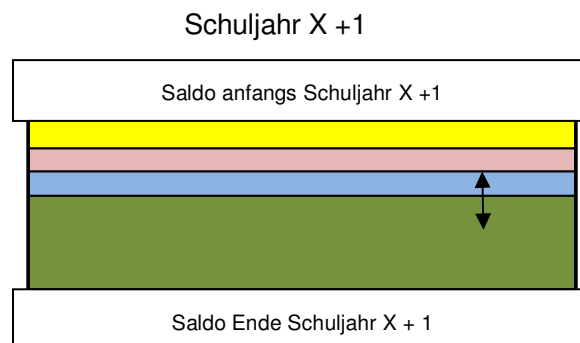 Schuljahr X +1
Saldo anfangs Schuljahr X +1
Saldo Ende Schuljahr X + 1